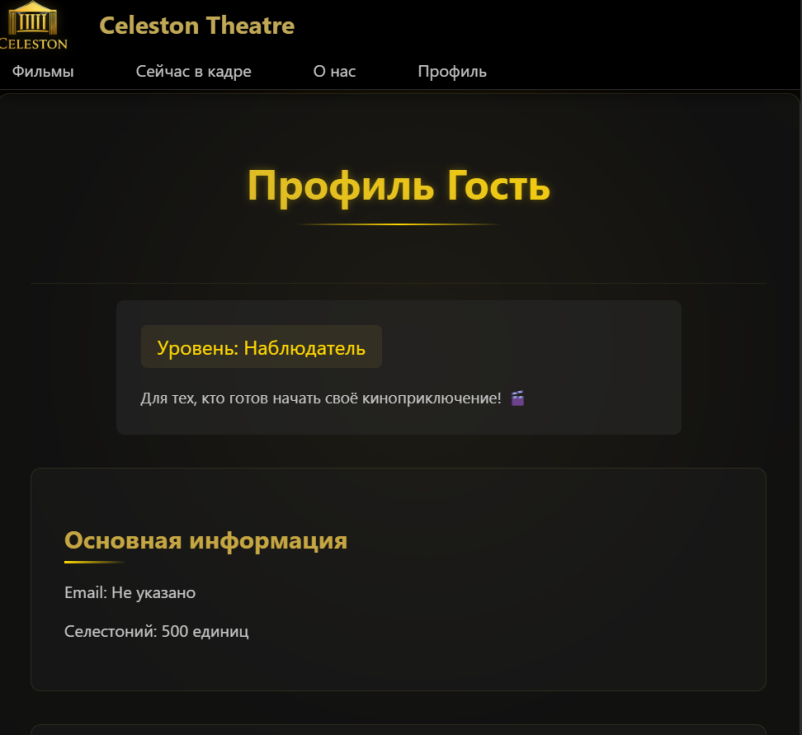 Celeston Theatre
CELESTON
Фильмы Сейчас в кадре О нас Профиль
Профиль Гость
Уровень: Наблюдатель
Для тех, кто готов начать своё киноприключение! 🎬
Основная информация
Email: Не указано
Селестоний: 500 единиц